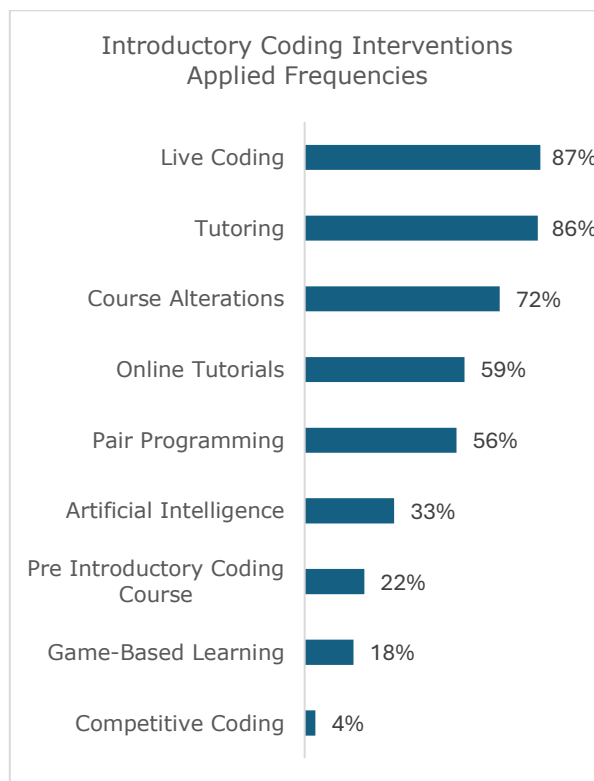 Introductory Coding Interventions
Applied Frequencies
Live Coding 87%
Tutoring 86%
Course Alterations 72%
Online Tutorials 59%
Pair Programming 56%
Artificial Intelligence 33%
Pre Introductory Coding
Course 22%
Game-Based Learning 18%
Competitive Coding 4%